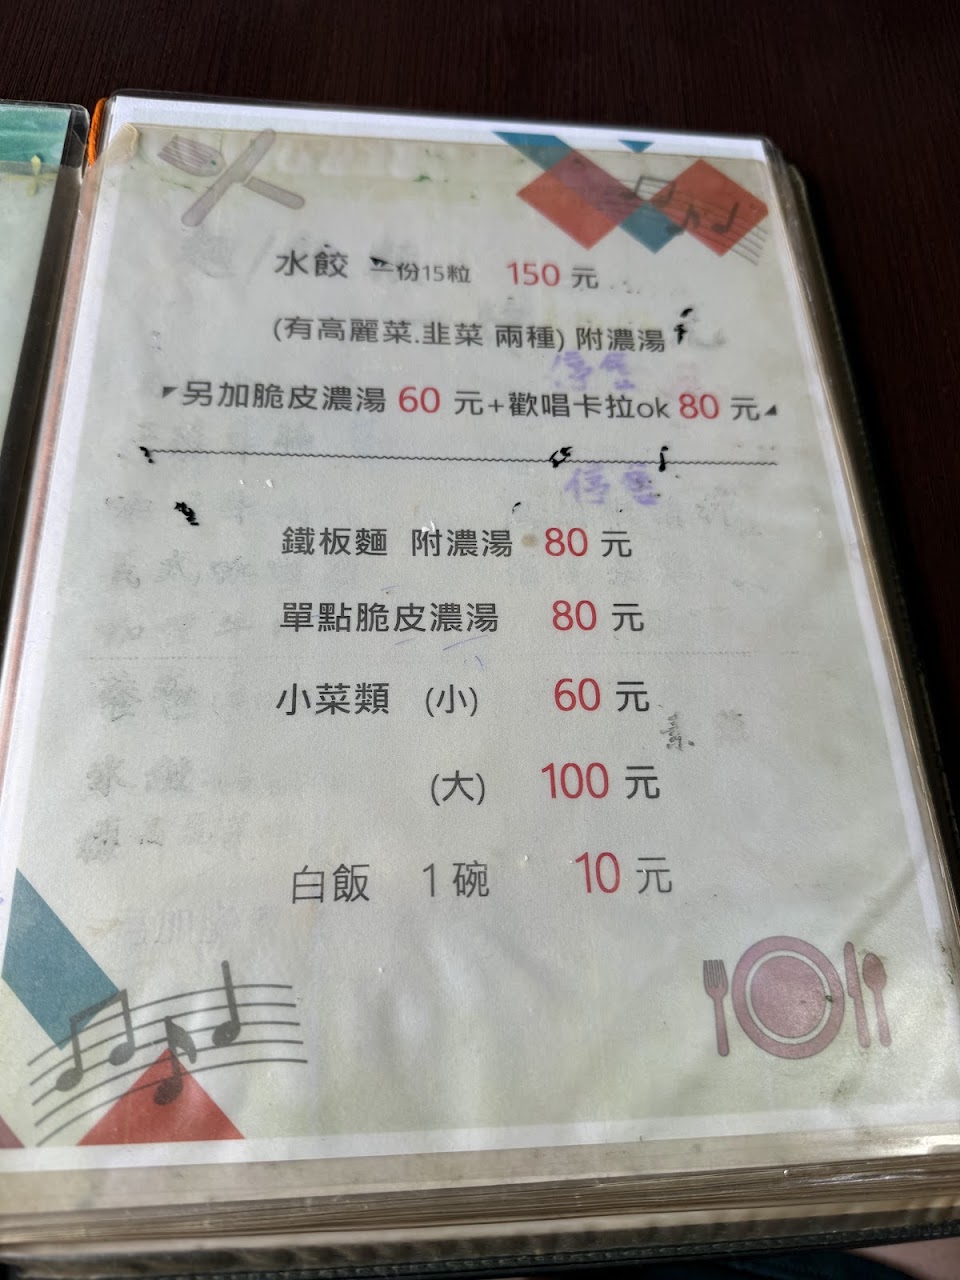 水餃 一份15粒 150 元
(有高麗菜.韭菜 兩種) 附濃湯
停售
另加脆皮濃湯 60 元+歡唱卡拉ok 80 元
停售
鐵板麵 附濃湯 80 元
單點脆皮濃湯 80 元
小菜類 (小) 60 元
(大) 100 元
白飯 1 碗 10 元